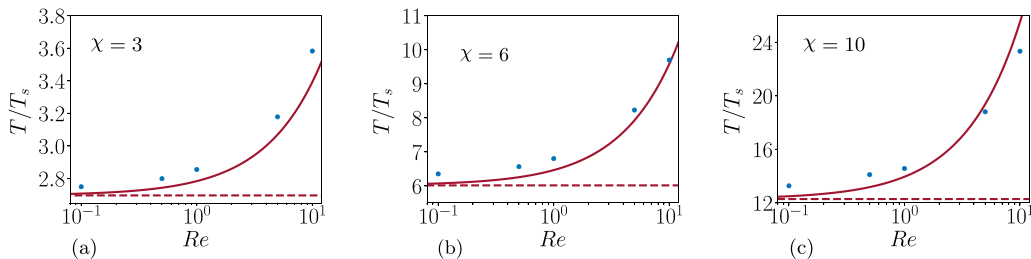 3.8
3.6
3.4
3.2
3.0
2.8
T/T_s
χ = 3
10^{-1}
10^0
10^1
Re
(a)
11
10
9
8
7
6
5
T/T_s
χ = 6
10^{-1}
10^0
10^1
Re
(b)
24
20
16
12
T/T_s
χ = 10
10^{-1}
10^0
10^1
Re
(c)